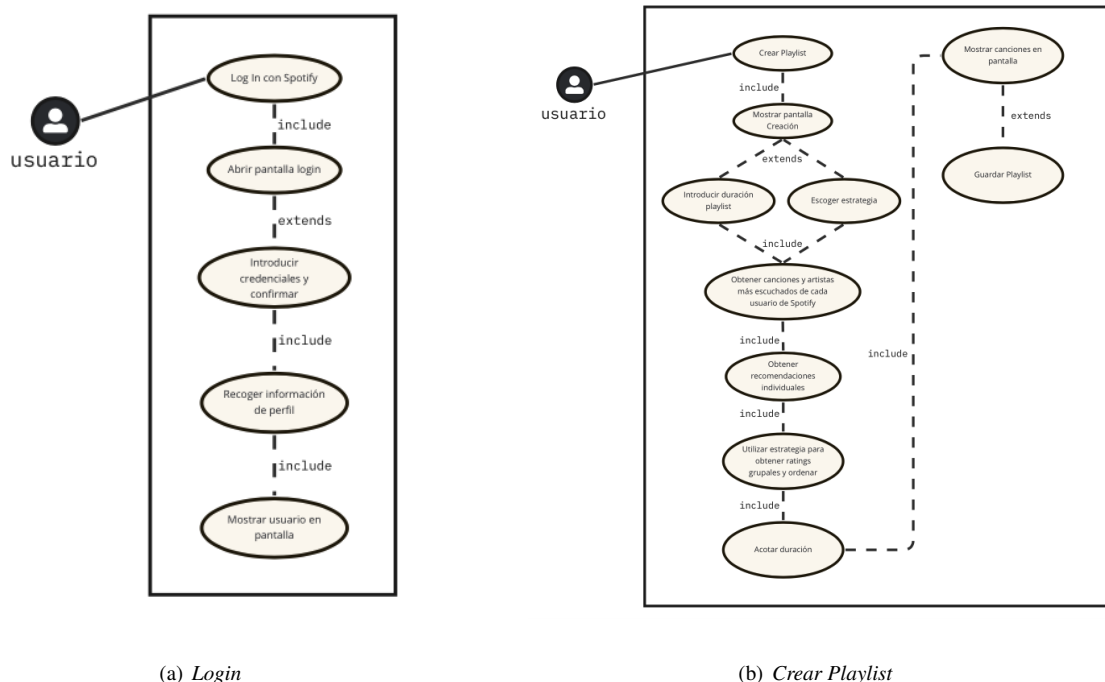 Log In con Spotify
include
usuario
Abrir pantalla login
extends
Introducir
credenciales y
confirmar
include
Recoger información
de perfil
include
Mostrar usuario en
pantalla
(a) Login
Crear Playlist
usuario
include
Mostrar pantalla
Creación
extends
Introducir duración
playlist
Escoger estrategia
include
Obtener canciones y artistas
más escuchados de cada
usuario de Spotify
include
Obtener
recomendaciones
individuales
include
Utilizar estrategia para
obtener ratings
grupales y ordenar
include
Acotar duración
include
Mostrar canciones en
pantalla
extends
Guardar Playlist
(b) Crear Playlist